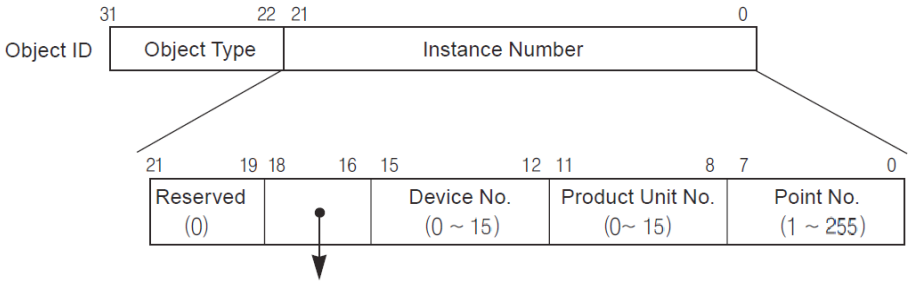 31 22 21 0
Object ID Object Type Instance Number
21 19 18 16 15 12 11 8 7 0
Reserved Device No. Product Unit No. Point No.
(0) (0 ~ 15) (0~ 15) (1 ~ 255)